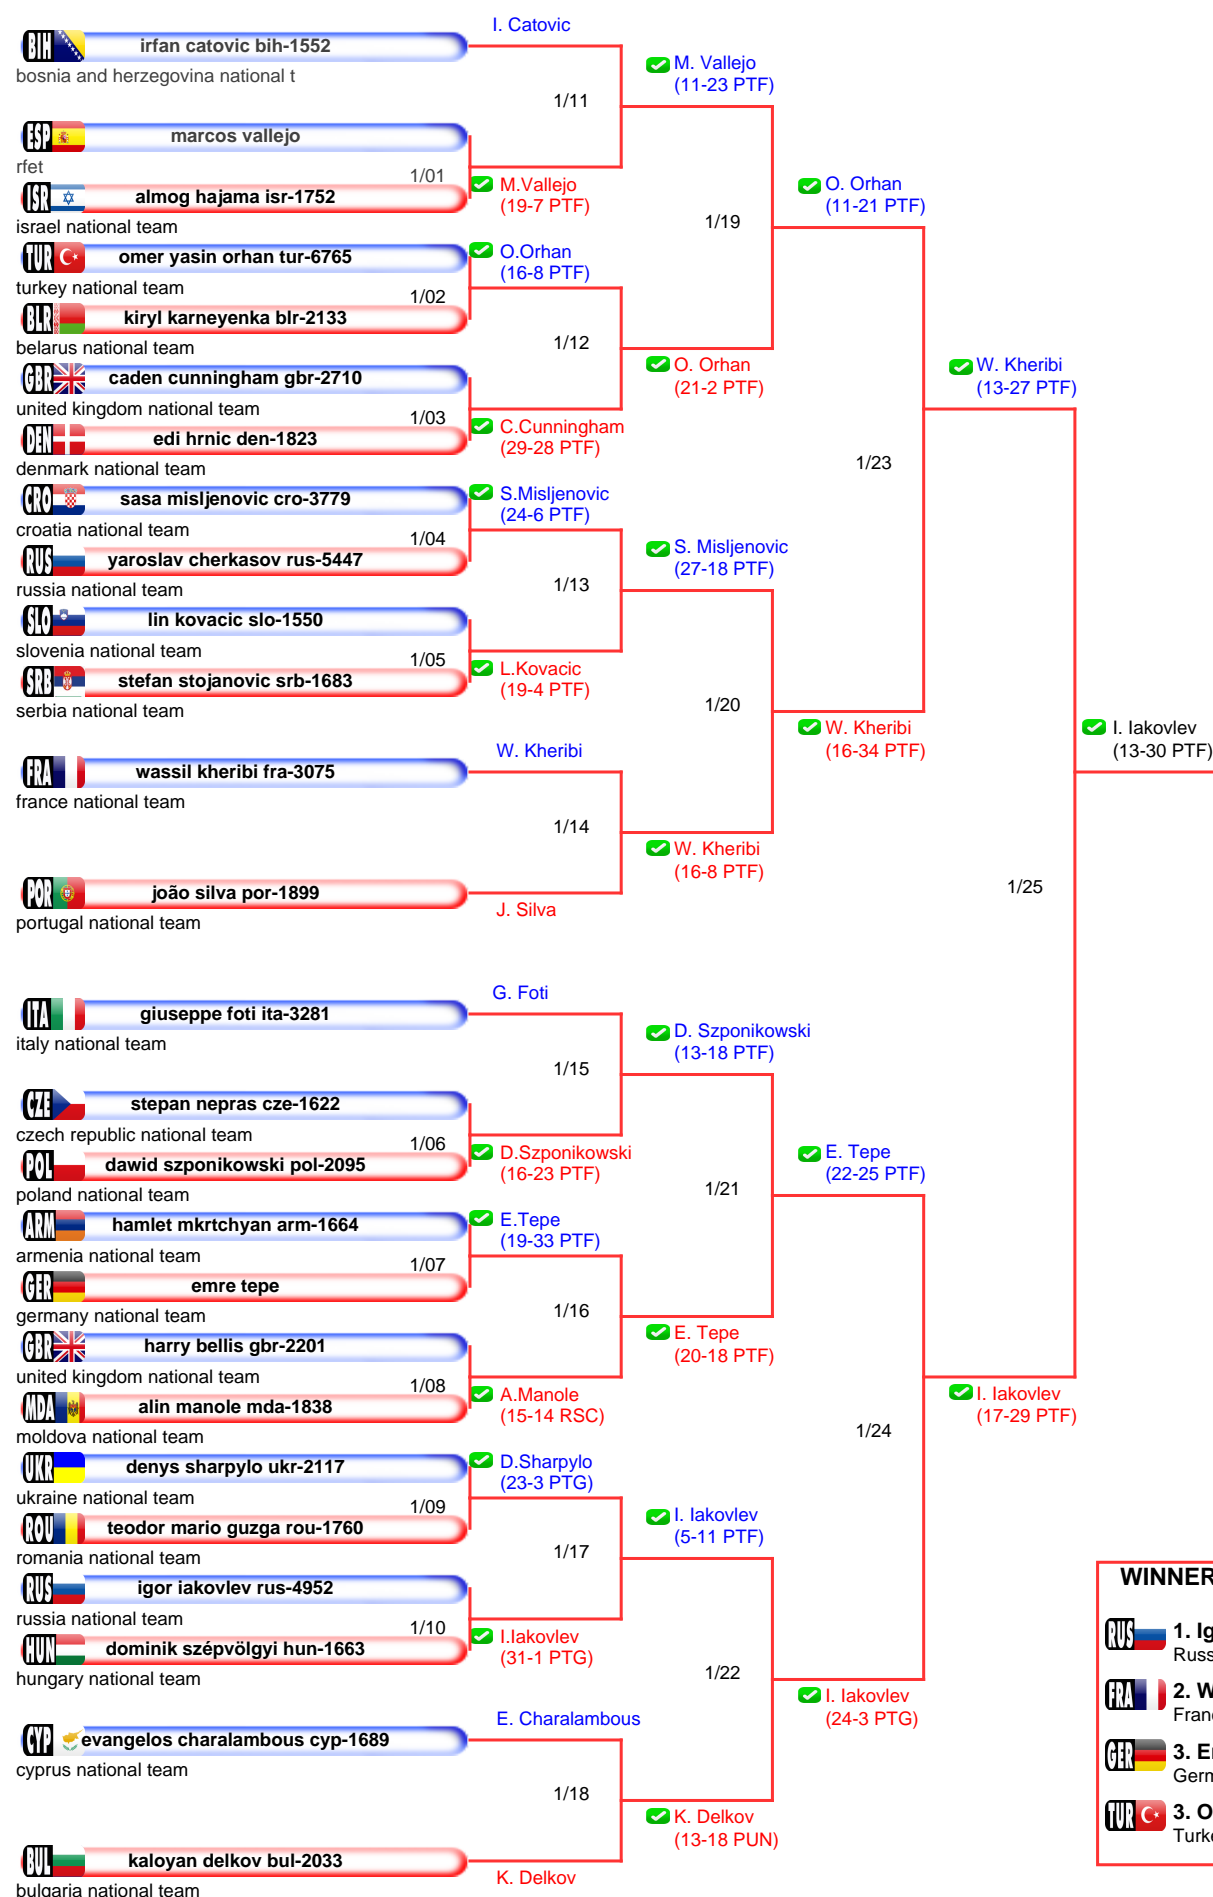 I. Catovic
BIH irfan catovic bih-1552
bosnia and herzegovina national t
M. Vallejo
(11-23 PTF)
1/11
ESP marcos vallejo
rfet
1/01
M.Vallejo
(19-7 PTF)
ISR almog hajama isr-1752
israel national team
O. Orhan
(11-21 PTF)
1/19
TUR omer yasin orhan tur-6765
turkey national team
O.Orhan
(16-8 PTF)
1/02
BLR kiryl karneyenka blr-2133
belarus national team
1/12
O. Orhan
(21-2 PTF)
GBR caden cunningham gbr-2710
united kingdom national team
1/03
C.Cunningham
(29-28 PTF)
DEN edi hrnic den-1823
denmark national team
W. Kheribi
(13-27 PTF)
1/23
CRO sasa misljenovic cro-3779
croatia national team
S.Misljenovic
(24-6 PTF)
1/04
RUS yaroslav cherkasov rus-5447
russia national team
S. Misljenovic
(27-18 PTF)
1/13
SLO lin kovacic slo-1550
slovenia national team
1/05
L.Kovacic
(19-4 PTF)
SRB stefan stojanovic srb-1683
serbia national team
1/20
W. Kheribi
(16-34 PTF)
I. Iakovlev
(13-30 PTF)
W. Kheribi
FRA wassil kheribi fra-3075
france national team
1/14
W. Kheribi
(16-8 PTF)
POR joão silva por-1899
portugal national team
J. Silva
1/25
G. Foti
ITA giuseppe foti ita-3281
italy national team
D. Szponikowski
(13-18 PTF)
1/15
CZE stepan nepras cze-1622
czech republic national team
1/06
D.Szponikowski
(16-23 PTF)
POL dawid szponikowski pol-2095
poland national team
E. Tepe
(22-25 PTF)
1/21
ARM hamlet mkrtchyan arm-1664
armenia national team
E.Tepe
(19-33 PTF)
1/07
GER emre tepe
germany national team
1/16
E. Tepe
(20-18 PTF)
GBR harry bellis gbr-2201
united kingdom national team
1/08
A.Manole
(15-14 RSC)
MDA alin manole mda-1838
moldova national team
I. Iakovlev
(17-29 PTF)
1/24
UKR denys sharpylo ukr-2117
ukraine national team
D.Sharpylo
(23-3 PTG)
1/09
ROU teodor mario guzga rou-1760
romania national team
I. Iakovlev
(5-11 PTF)
1/17
RUS igor iakovlev rus-4952
russia national team
1/10
I.Iakovlev
(31-1 PTG)
HUN dominik szépvölgyi hun-1663
hungary national team
1/22
I. Iakovlev
(24-3 PTG)
E. Charalambous
CYP evangelos charalambous cyp-1689
cyprus national team
1/18
K. Delkov
(13-18 PUN)
BUL kaloyan delkov bul-2033
bulgaria national team
K. Delkov
WINNER
RUS 1. Ig
Russ
FRA 2. W
Franc
GER 3. E
Germ
TUR 3. O
Turke